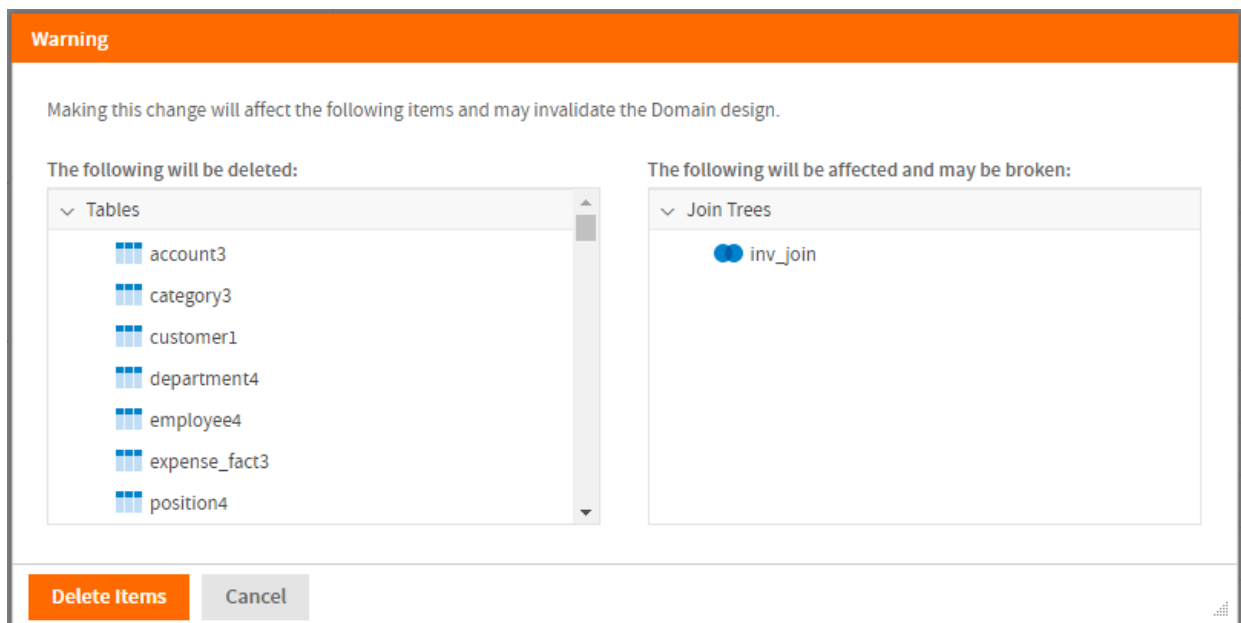 Warning
Making this change will affect the following items and may invalidate the Domain design.
The following will be deleted:
Tables
account3
category3
customer1
department4
employee4
expense_fact3
position4
The following will be affected and may be broken:
Join Trees
inv_join
Delete Items
Cancel